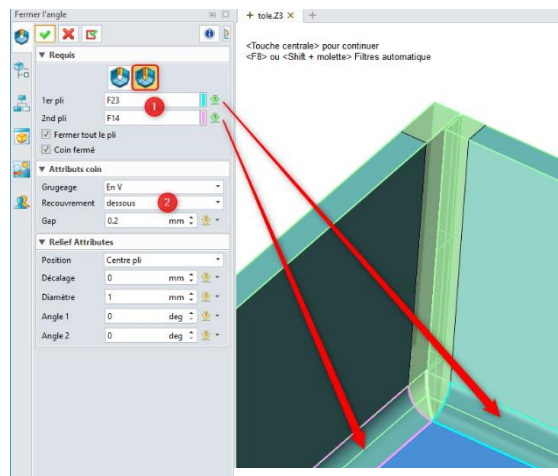 Fermer l'angle
+ tole.Z3 × +
▼ Requis
1er pli F23
1
2nd pli F14
Fermer tout le pli
Coin fermé
▼ Attributs coin
Grugeage En V
Recouvrement dessous
2
Gap 0.2 mm
▼ Relief Attributes
Position Centre pli
Décalage 0 mm
Diamètre 1 mm
Angle 1 0 deg
Angle 2 0 deg
<Touche centrale> pour continuer
<F8> ou <Shift + molette> Filtres automatique